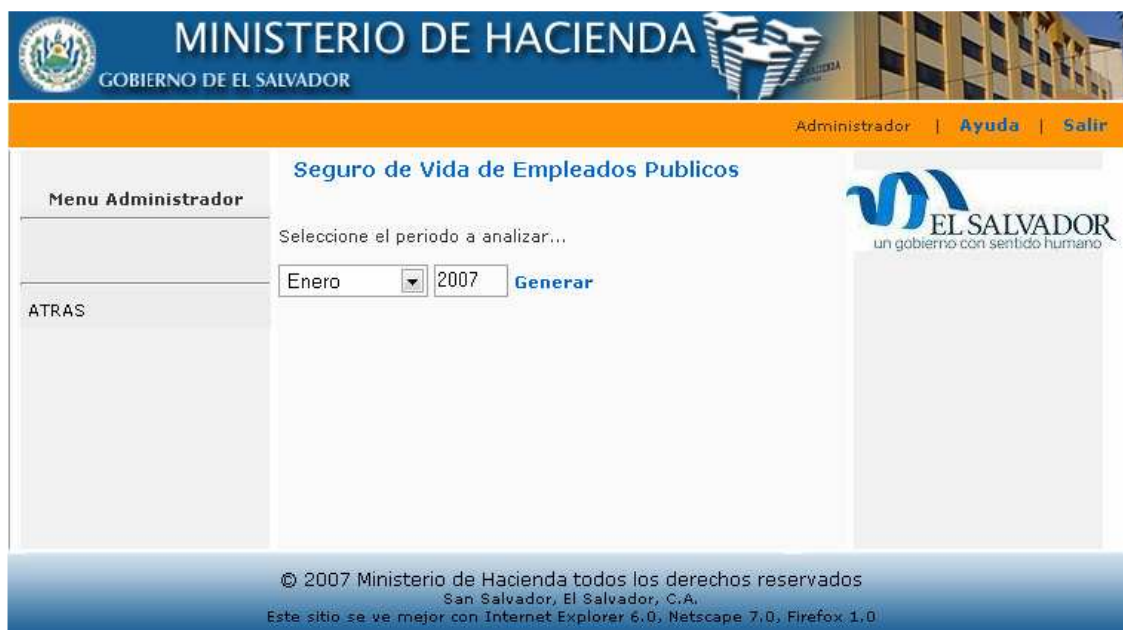 MINISTERIO DE HACIENDA
GOBIERNO DE EL SALVADOR
Administrador | Ayuda | Salir
Menu Administrador
ATRAS
Seguro de Vida de Empleados Publicos
Seleccione el periodo a analizar...
Enero 2007 Generar
EL SALVADOR
un gobierno con sentido humano
© 2007 Ministerio de Hacienda todos los derechos reservados
San Salvador, El Salvador, C.A.
Este sitio se ve mejor con Internet Explorer 6.0, Netscape 7.0, Firefox 1.0